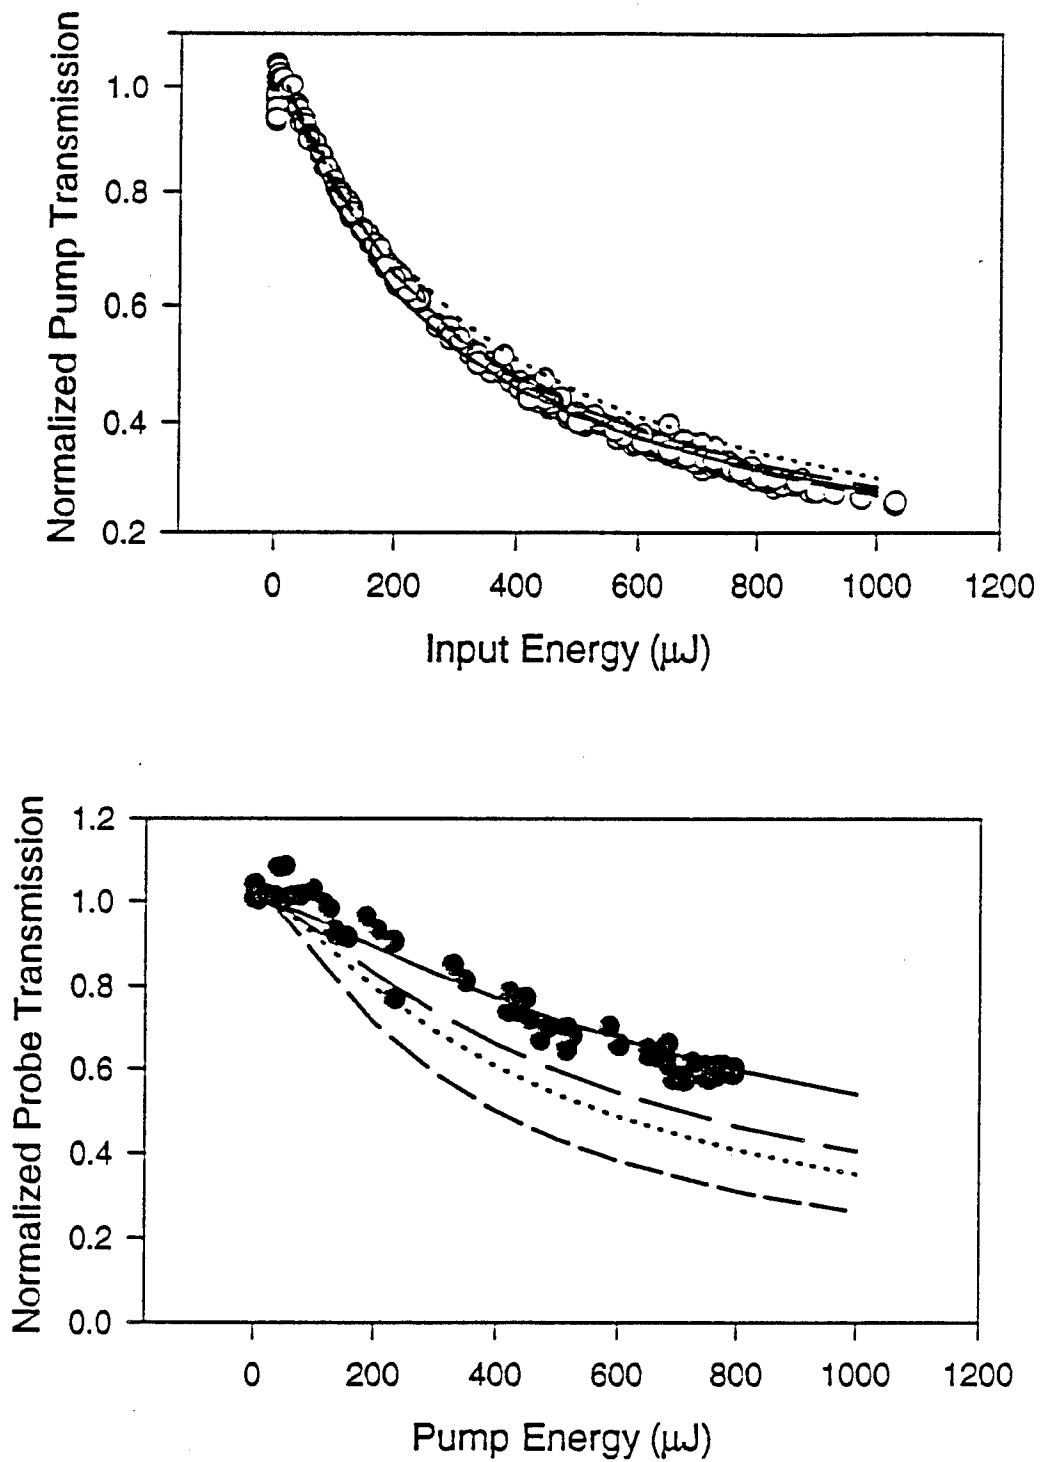 Normalized Pump Transmission
1.0
0.8
0.6
0.4
0.2
0 200 400 600 800 1000 1200
Input Energy (μJ)
Normalized Probe Transmission
1.2
1.0
0.8
0.6
0.4
0.2
0.0
0 200 400 600 800 1000 1200
Pump Energy (μJ)